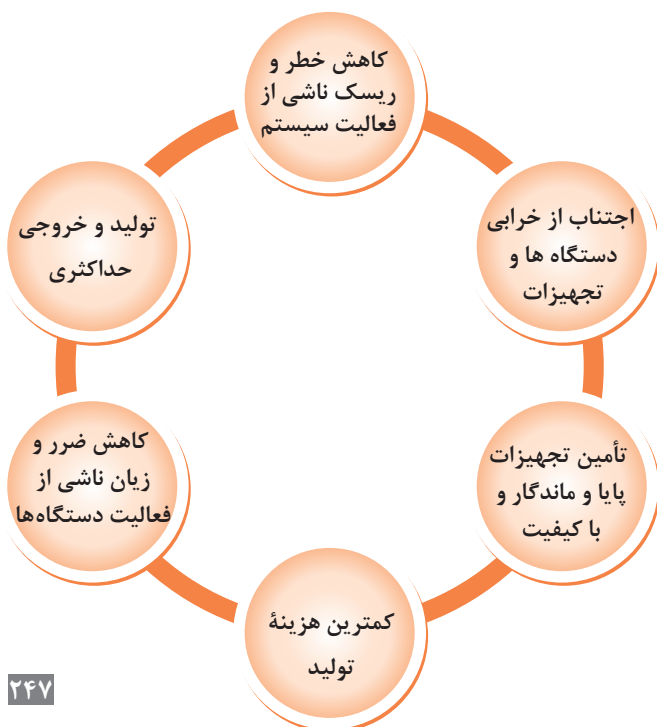 کاهش خطر و
ریسک ناشی از
فعالیت سیستم
اجتناب از خرابی
دستگاه ها و
تجهیزات
تأمین تجهیزات
پایا و ماندگار و
با کیفیت
کمترین هزینهٔ
تولید
کاهش ضرر و
زیان ناشی از
فعالیت دستگاه‌ها
تولید و خروجی
حداکثری
۲۴۷